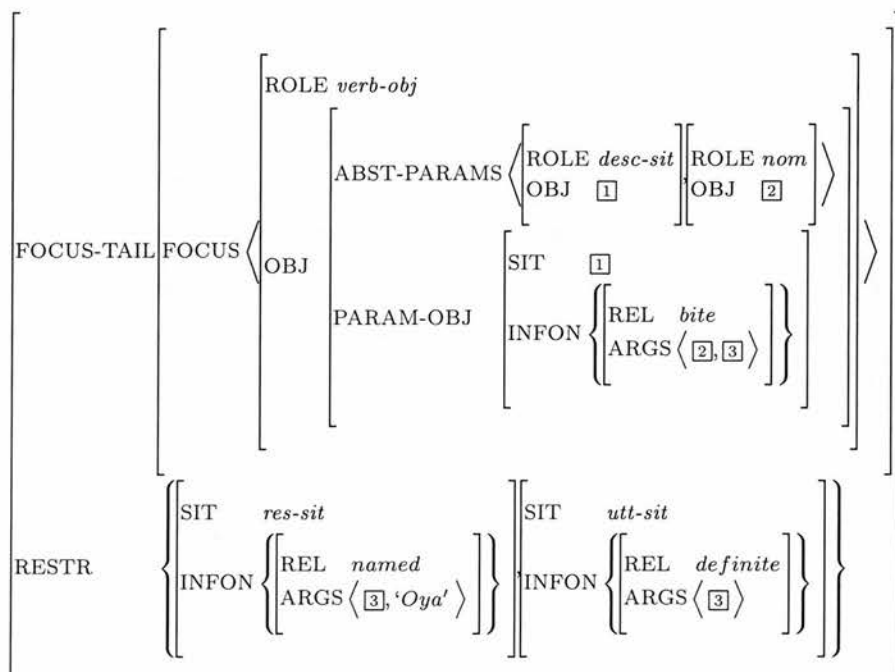 ROLE verb-obj
ABST-PARAMS ⟨ [ROLE desc-sit OBJ [1]] , [ROLE nom OBJ [2]] ⟩
FOCUS-TAIL FOCUS ⟨ OBJ
SIT [1]
PARAM-OBJ
INFON { [REL bite
ARGS ⟨ [2], [3] ⟩] }
SIT res-sit , SIT utt-sit
RESTR INFON { [REL named ARGS ⟨ [3], ‘Oya’ ⟩] } INFON { [REL definite ARGS ⟨ [3] ⟩] }